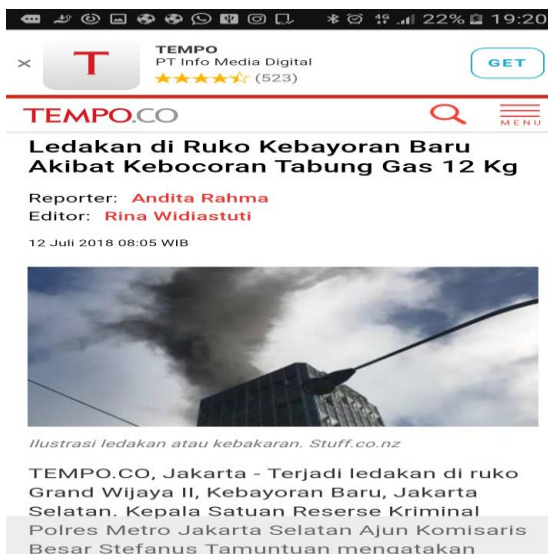 22% 19:20
TEMPO
PT Info Media Digital
(523)
GET
T
TEMPO.CO
MENU
Ledakan di Ruko Kebayoran Baru
Akibat Kebocoran Tabung Gas 12 Kg
Reporter: Andita Rahma
Editor: Rina Widiastuti
12 Juli 2018 08:05 WIB
Ilustrasi ledakan atau kebakaran. Stuff.co.nz
TEMPO.CO, Jakarta - Terjadi ledakan di ruko
Grand Wijaya II, Kebayoran Baru, Jakarta
Selatan. Kepala Satuan Reserse Kriminal
Polres Metro Jakarta Selatan Ajun Komisaris
Besar Stefanus Tamuntuan mengatakan